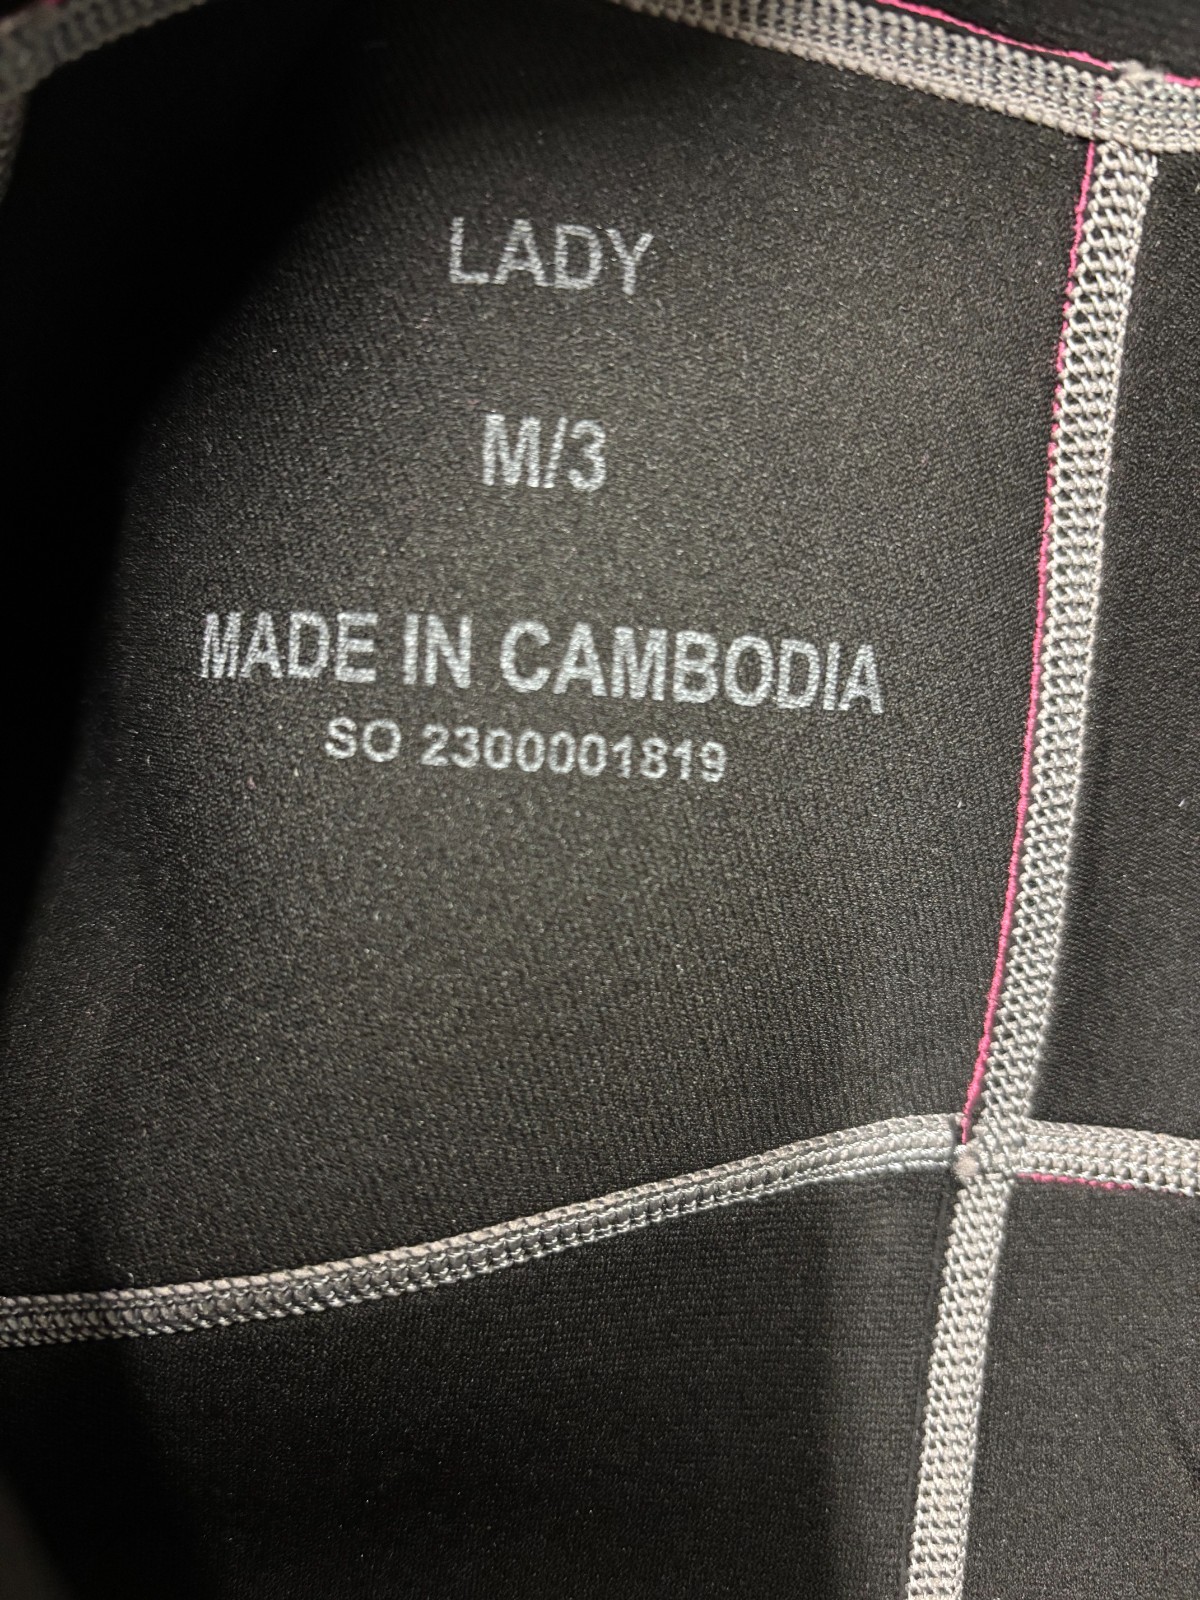 LADY
M/3
MADE IN CAMBODIA
SO 2300001819